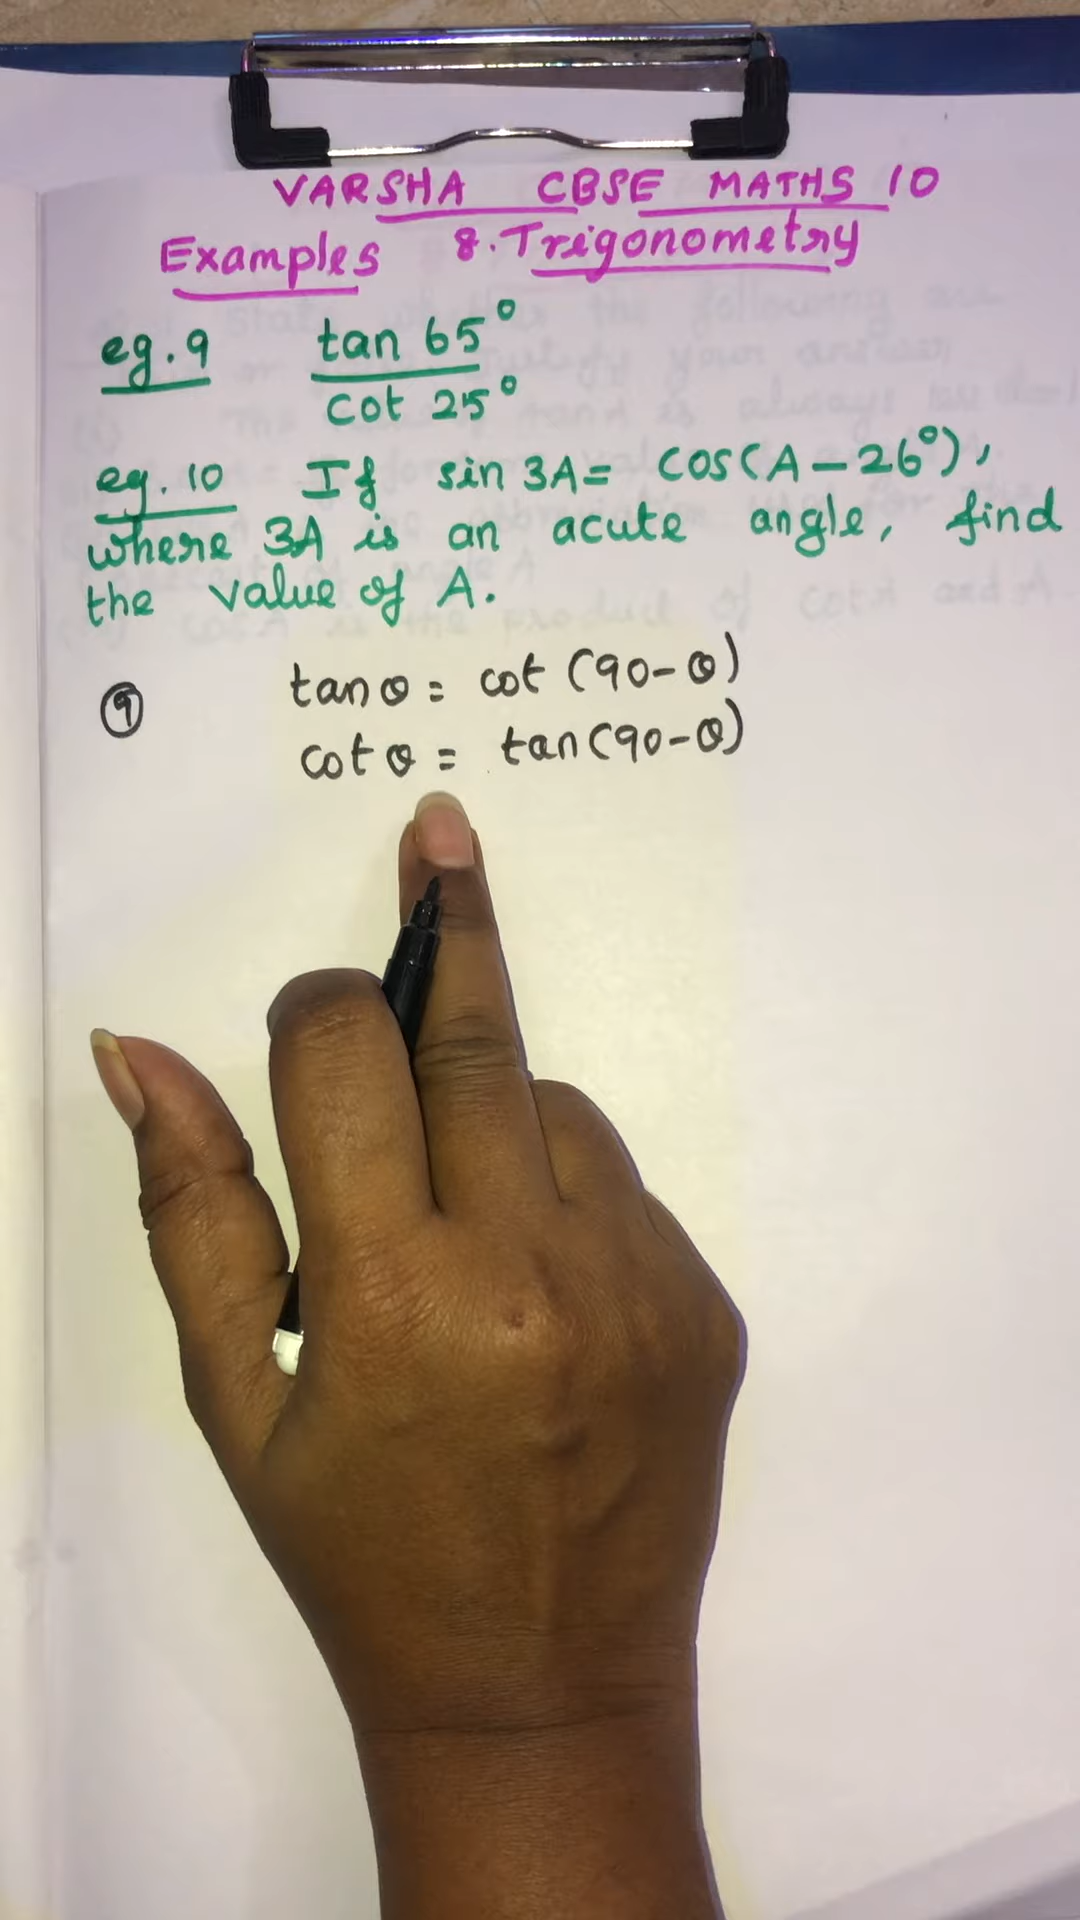 VARSHA CBSE MATHS 10
Examples 8. Trigonometry
eg. 9 tan 65°
cot 25°
eg. 10 If sin 3A = cos(A - 26°),
where 3A is an acute angle, find
the value of A.
9 tan θ = cot (90 - θ)
cot θ = tan (90 - θ)